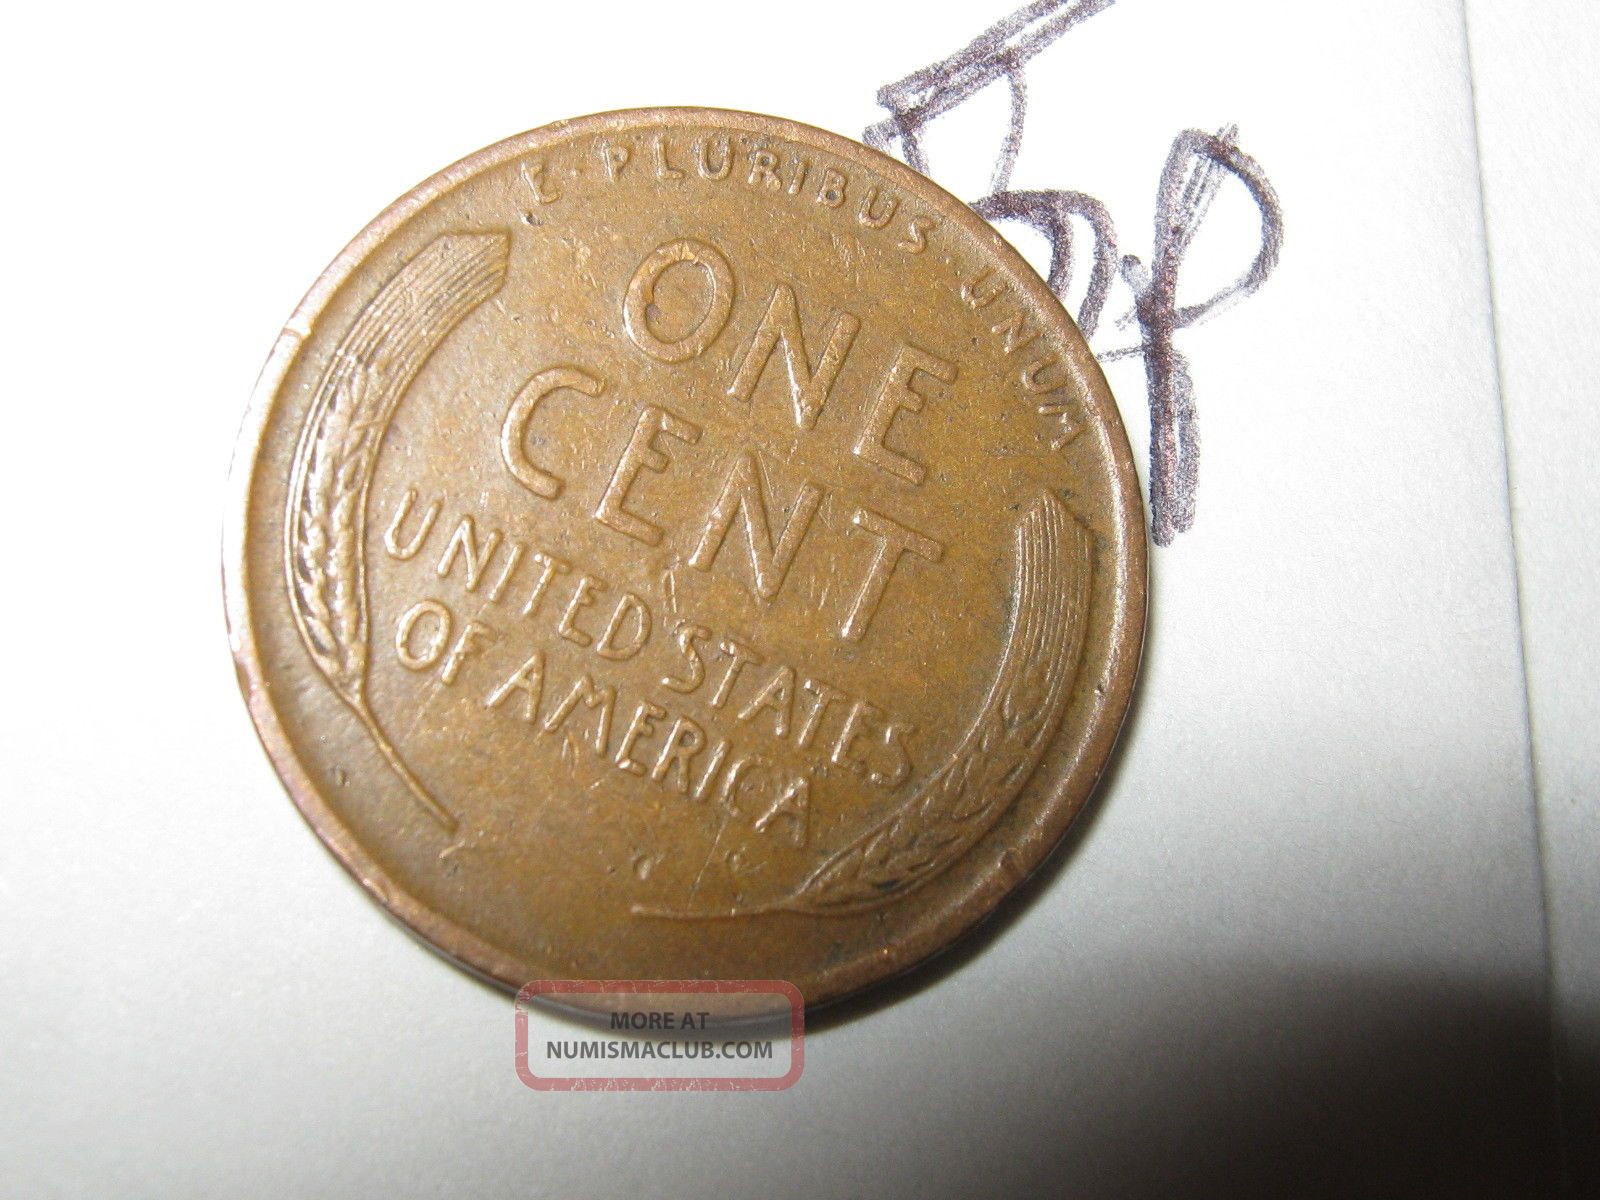 E · PLURIBUS · UNUM
ONE
CENT
UNITED STATES
OF AMERICA
MORE AT
NUMISMACLUB.COM